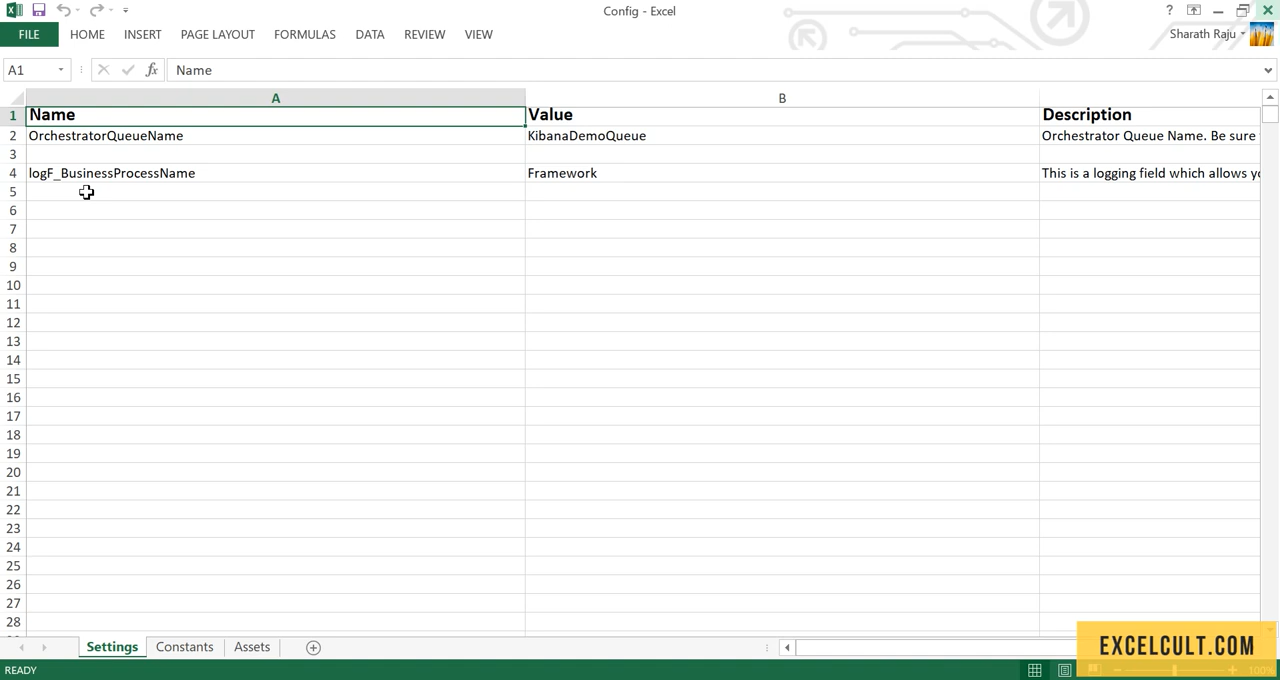 Config - Excel
?
FILE HOME INSERT PAGE LAYOUT FORMULAS DATA REVIEW VIEW
Sharath Raju
A1 fx Name
A B
1 Name Value Description
2 OrchestratorQueueName KibanaDemoQueue Orchestrator Queue Name. Be sure
3
4 logF_BusinessProcessName Framework This is a logging field which allows
5
6
7
8
9
10
11
12
13
14
15
16
17
18
19
20
21
22
23
24
25
26
27
28
Settings Constants Assets
EXCELCULT.COM
READY
100%